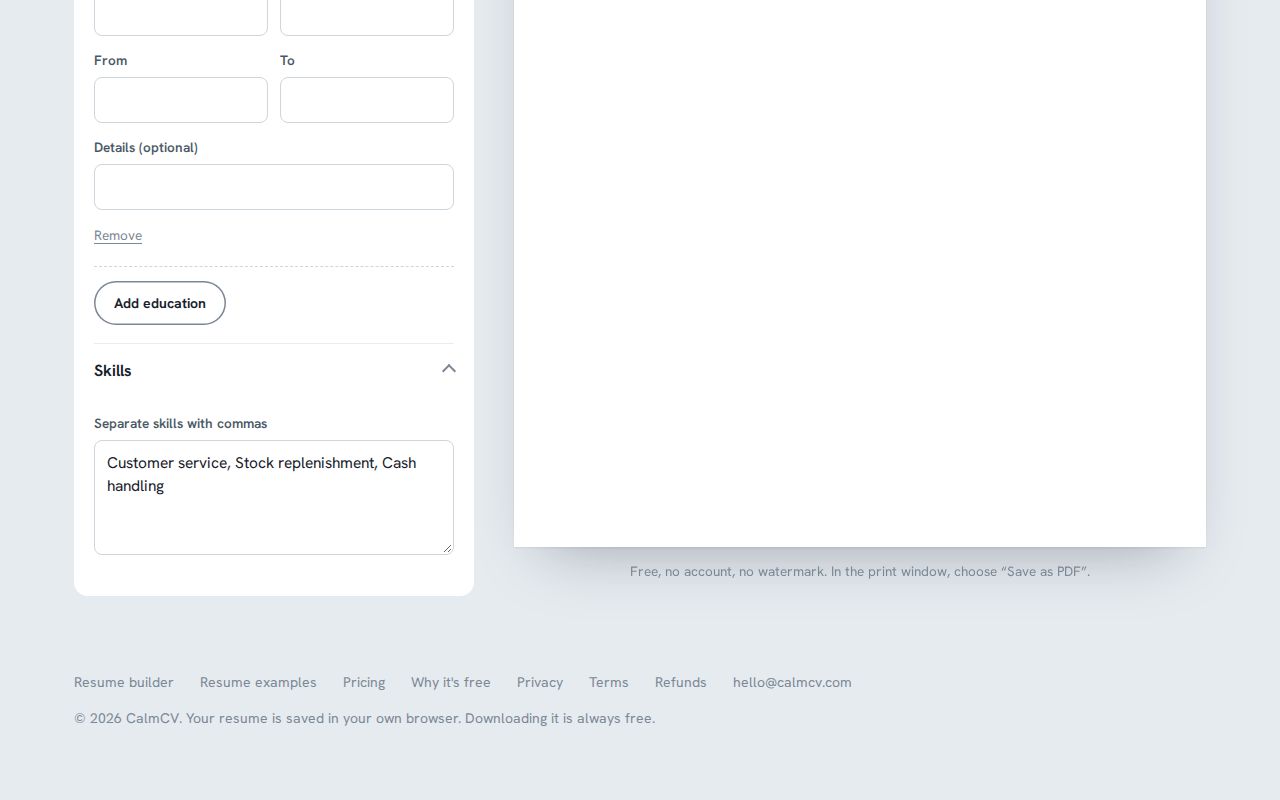 From To
Details (optional)
Remove
Add education
Skills
Separate skills with commas
Customer service, Stock replenishment, Cash
handling
Free, no account, no watermark. In the print window, choose “Save as PDF”.
Resume builder Resume examples Pricing Why it's free Privacy Terms Refunds hello@calmcv.com
© 2026 CalmCV. Your resume is saved in your own browser. Downloading it is always free.